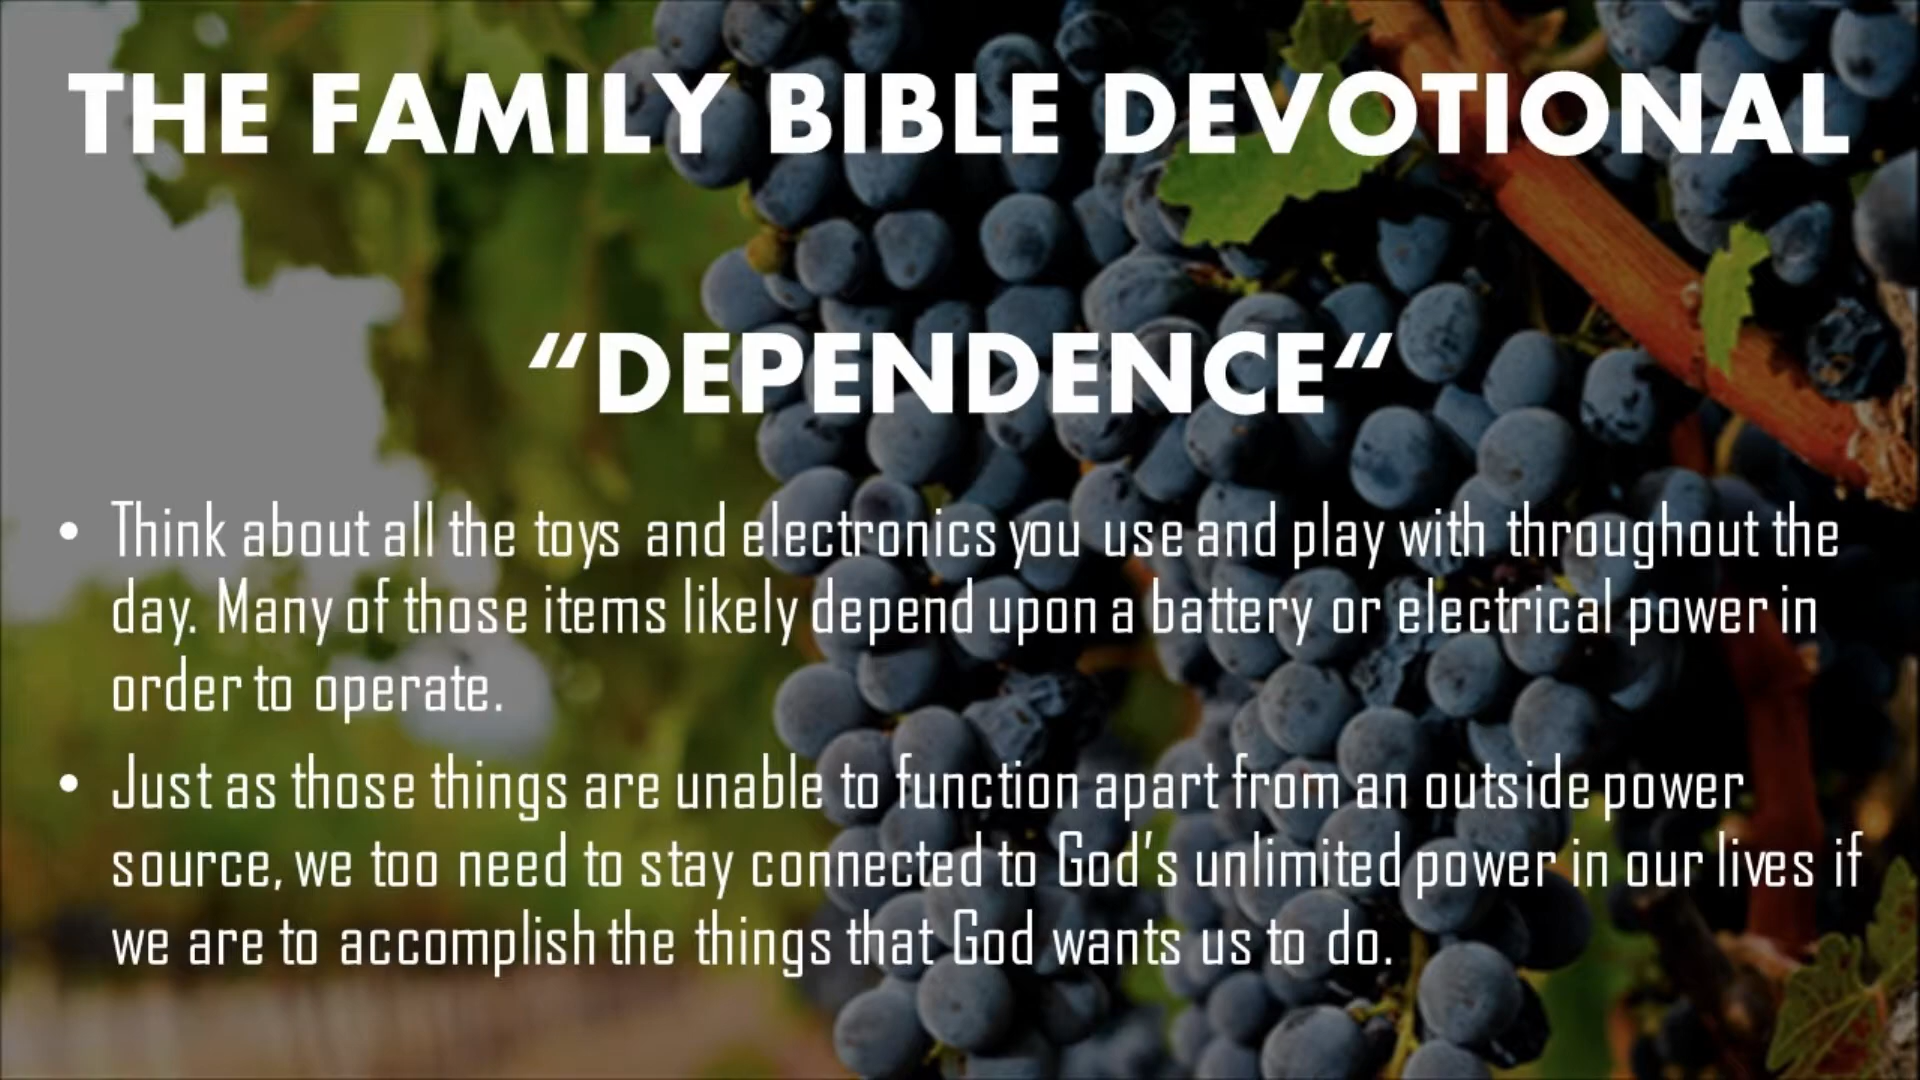 THE FAMILY BIBLE DEVOTIONAL
“DEPENDENCE“
• Think about all the toys and electronics you use and play with throughout the
day. Many of those items likely depend upon a battery or electrical power in
order to operate.
• Just as those things are unable to function apart from an outside power
source, we too need to stay connected to God’s unlimited power in our lives if
we are to accomplish the things that God wants us to do.